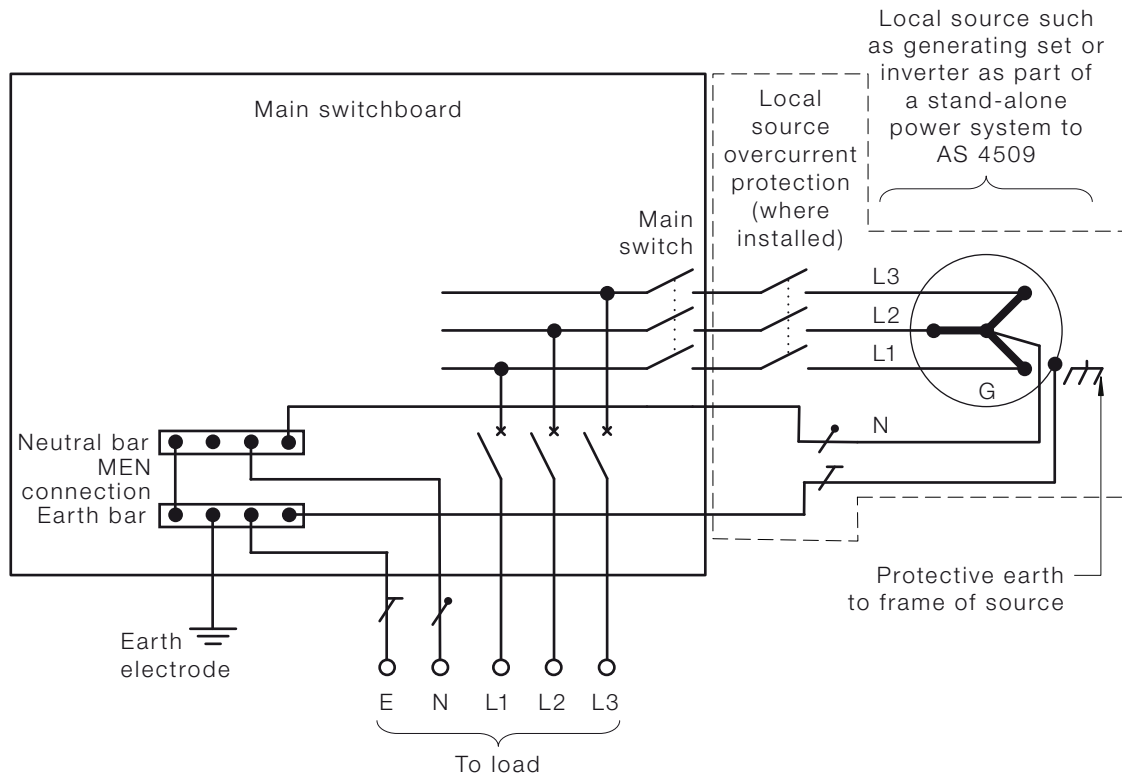 Local source such
as generating set or
inverter as part of
a stand-alone
power system to
AS 4509
Main switchboard
Local
source
overcurrent
protection
(where
installed)
Main
switch
L3
L2
L1
G
N
Neutral bar
MEN
connection
Earth bar
Protective earth
to frame of source
Earth
electrode
E N L1 L2 L3
To load